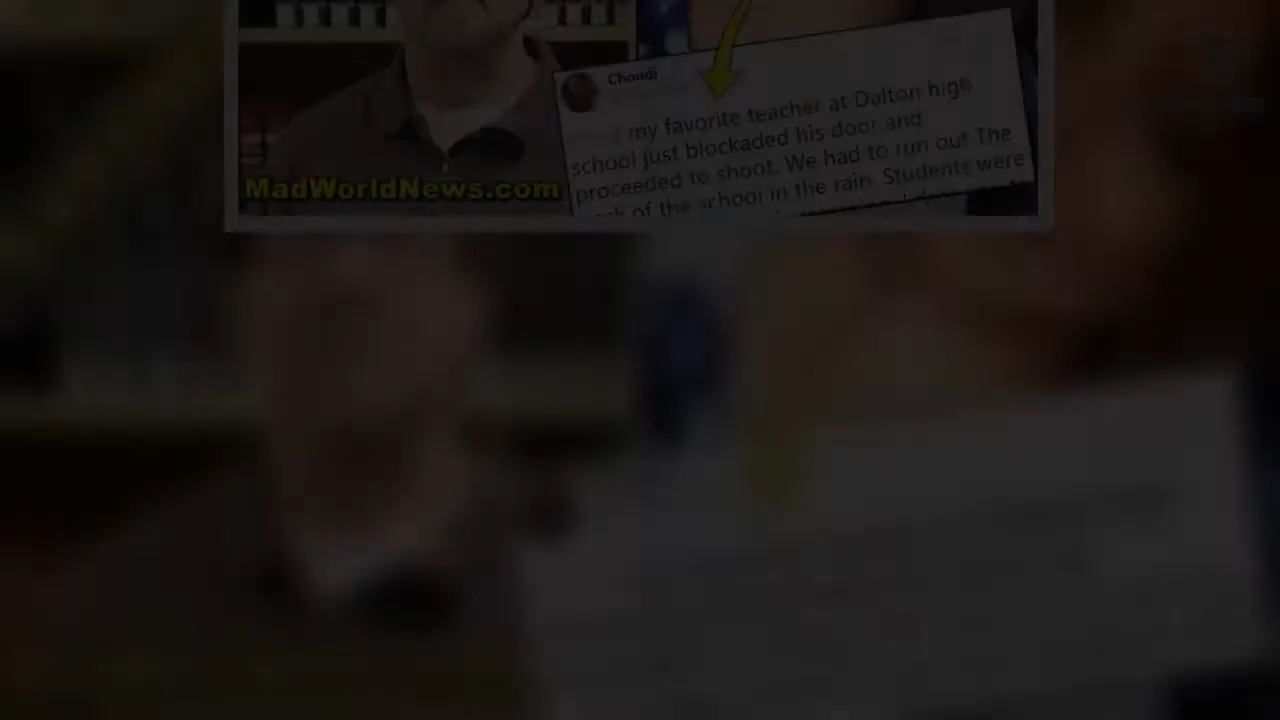 Chandi
my favorite teacher at Dalton high
school just blockaded his door and
proceeded to shoot. We had to run out The
of the school in the rain. Students were
MadWorldNews.com